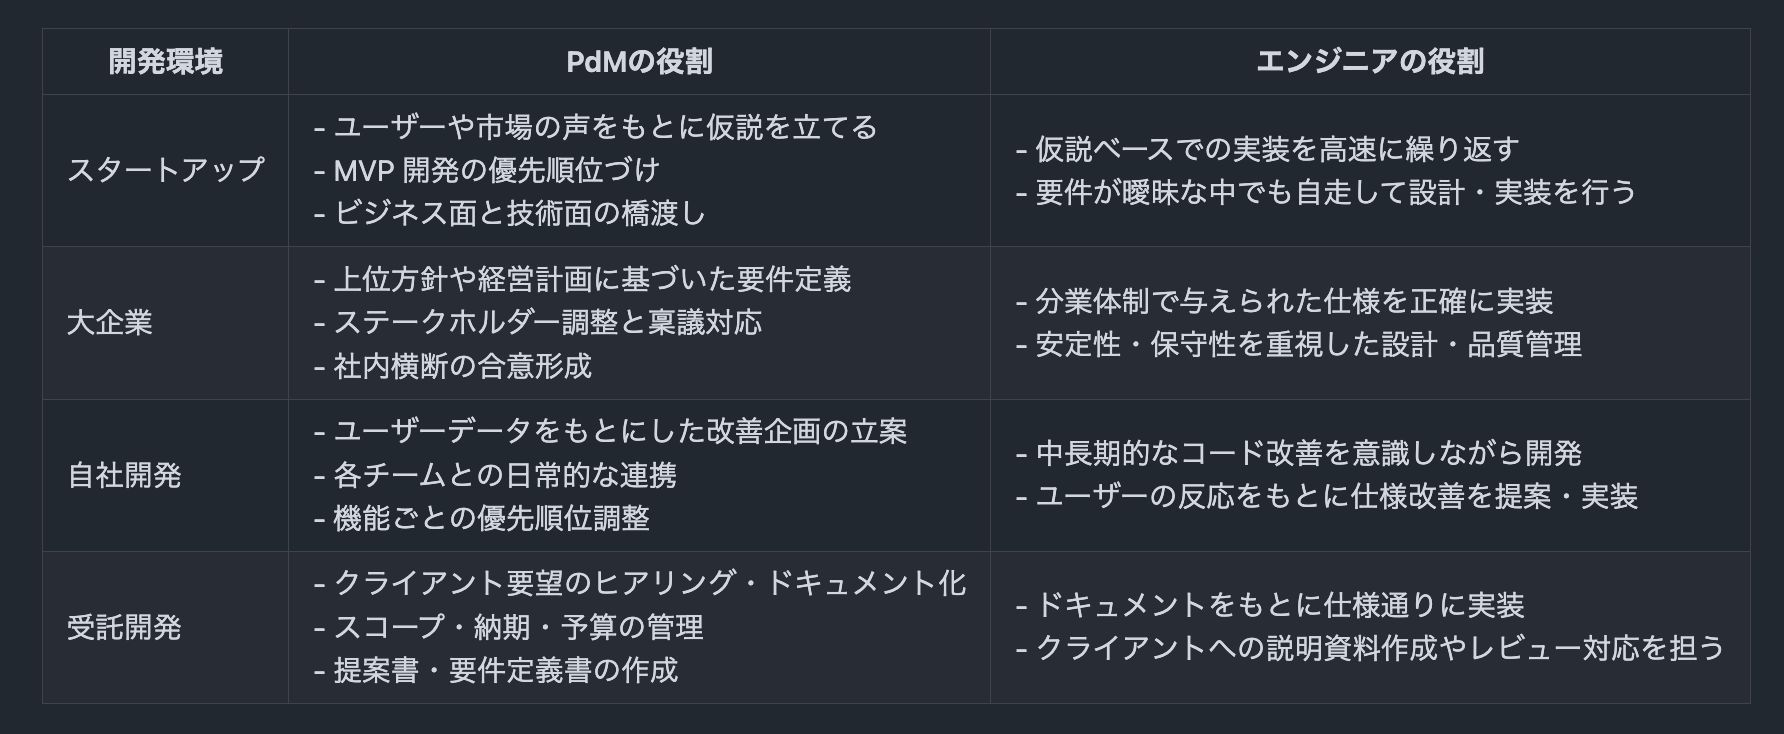 開発環境
PdMの役割
エンジニアの役割
スタートアップ
- ユーザーや市場の声をもとに仮説を立てる
- MVP 開発の優先順位づけ
- ビジネス面と技術面の橋渡し
- 仮説ベースでの実装を高速に繰り返す
- 要件が曖昧な中でも自走して設計・実装を行う
大企業
- 上位方針や経営計画に基づいた要件定義
- ステークホルダー調整と稟議対応
- 社内横断の合意形成
- 分業体制で与えられた仕様を正確に実装
- 安定性・保守性を重視した設計・品質管理
自社開発
- ユーザーデータをもとにした改善企画の立案
- 各チームとの日常的な連携
- 機能ごとの優先順位調整
- 中長期的なコード改善を意識しながら開発
- ユーザーの反応をもとに仕様改善を提案・実装
受託開発
- クライアント要望のヒアリング・ドキュメント化
- スコープ・納期・予算の管理
- 提案書・要件定義書の作成
- ドキュメントをもとに仕様通りに実装
- クライアントへの説明資料作成やレビュー対応を担う